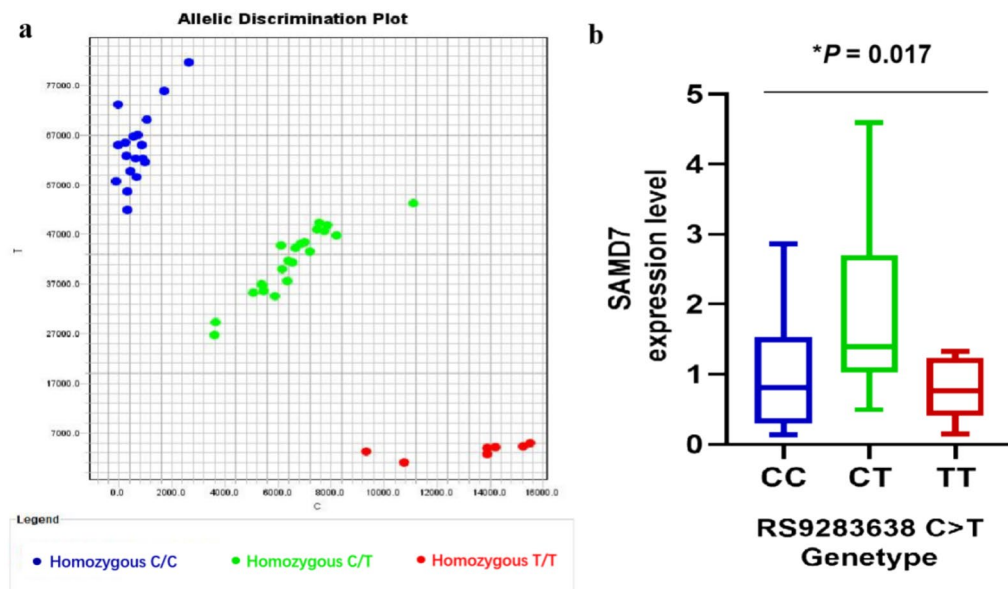 a
Allelic Discrimination Plot
77000.0
67000.0
57000.0
47000.0
37000.0
27000.0
17000.0
7000.0
T
0.0 2000.0 4000.0 6000.0 8000.0 10000.0 12000.0 14000.0 16000.0
C
Legend
Homozygous C/C Homozygous C/T Homozygous T/T
b
*P = 0.017
SAMD7
expression level
5
4
3
2
1
0
CC CT TT
RS9283638 C>T
Genetype